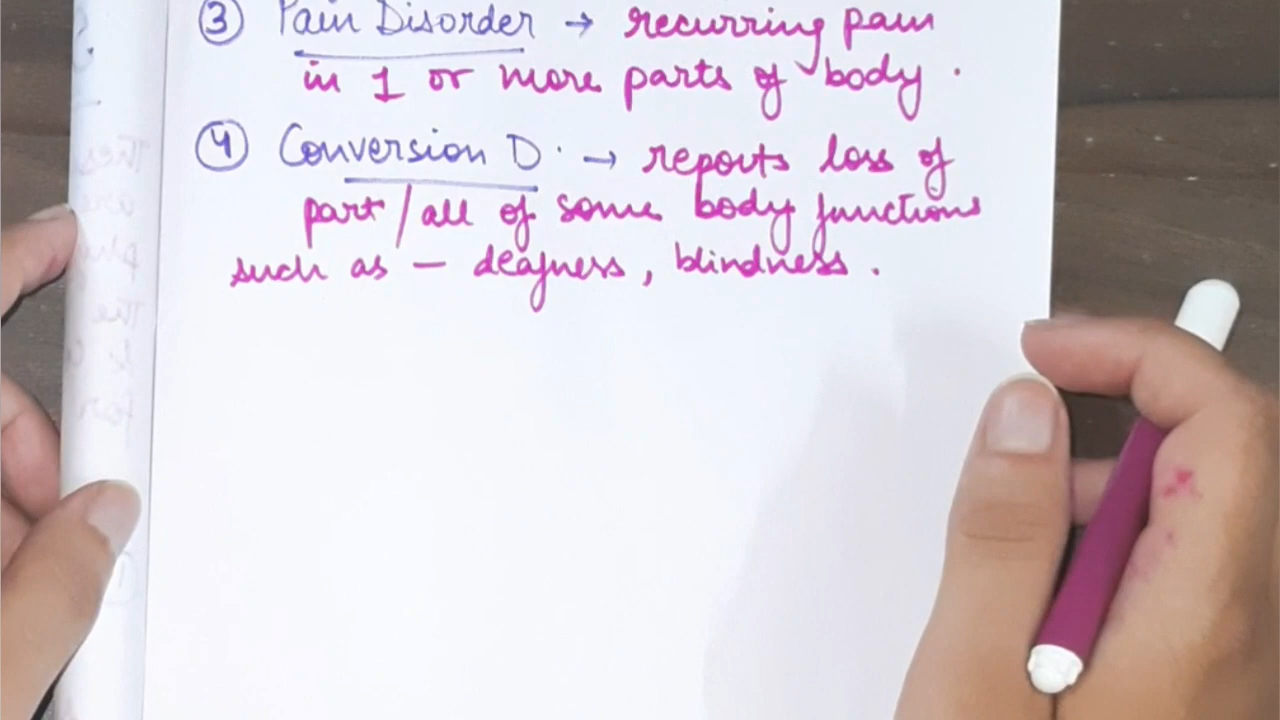 ③ Pain Disorder → recurring pain
in 1 or more parts of body.
④ Conversion D. → reports loss of
part/all of some body functions
such as – deafness, blindness.